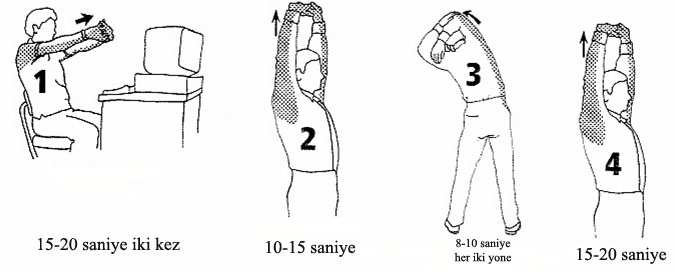 1
2
3
4
15-20 saniye iki kez
10-15 saniye
8-10 saniye
her iki yone
15-20 saniye